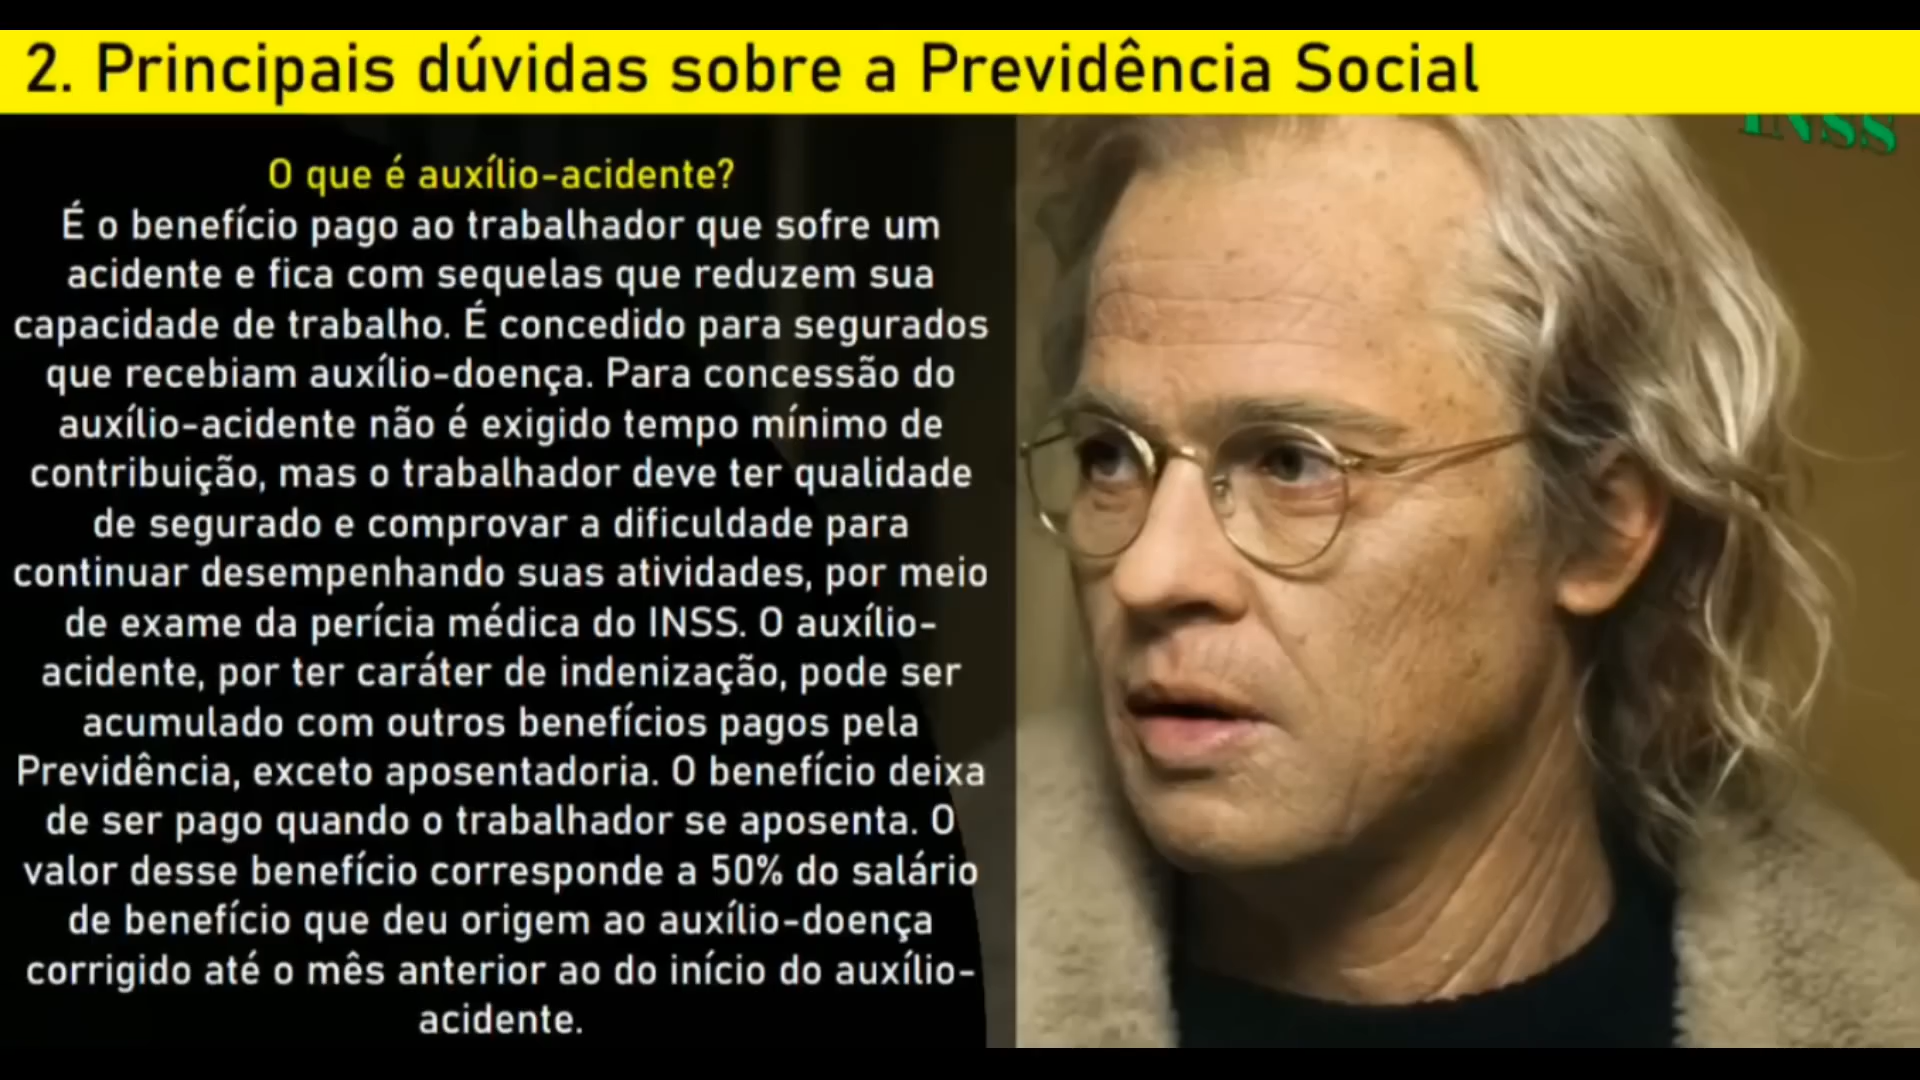 2. Principais dúvidas sobre a Previdência Social
INSS
O que é auxílio-acidente?
É o benefício pago ao trabalhador que sofre um
acidente e fica com sequelas que reduzem sua
capacidade de trabalho. É concedido para segurados
que recebiam auxílio-doença. Para concessão do
auxílio-acidente não é exigido tempo mínimo de
contribuição, mas o trabalhador deve ter qualidade
de segurado e comprovar a dificuldade para
continuar desempenhando suas atividades, por meio
de exame da perícia médica do INSS. O auxílio-
acidente, por ter caráter de indenização, pode ser
acumulado com outros benefícios pagos pela
Previdência, exceto aposentadoria. O benefício deixa
de ser pago quando o trabalhador se aposenta. O
valor desse benefício corresponde a 50% do salário
de benefício que deu origem ao auxílio-doença
corrigido até o mês anterior ao do início do auxílio-
acidente.